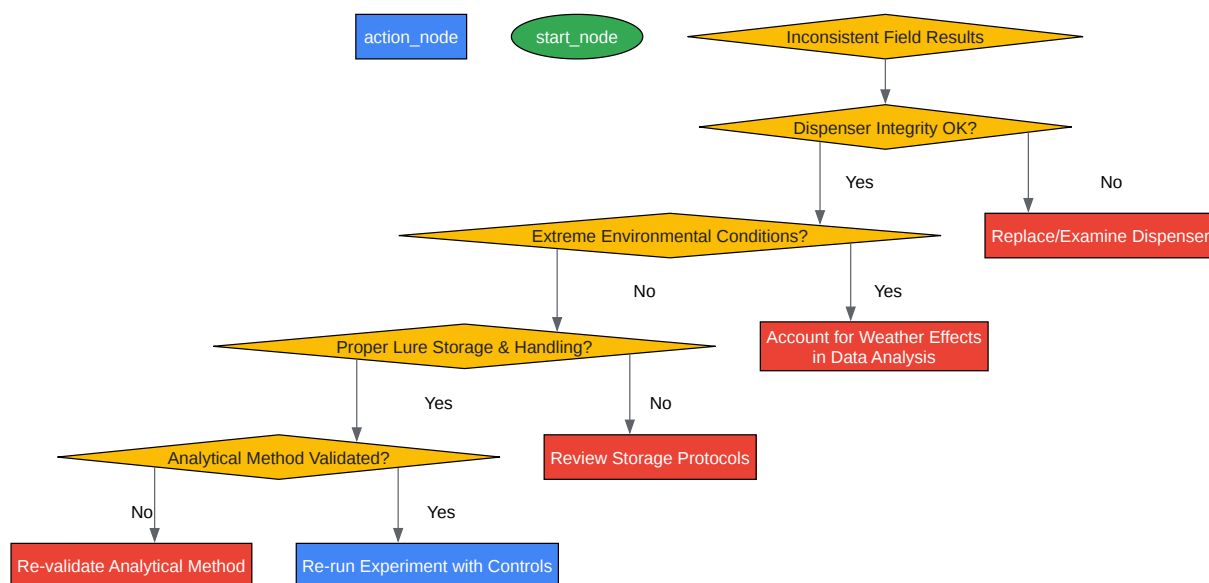 action_node
start_node
Inconsistent Field Results
Dispenser Integrity OK?
Yes
No
Extreme Environmental Conditions?
Replace/Examine Dispenser
No
Yes
Proper Lure Storage & Handling?
Account for Weather Effects
in Data Analysis
Yes
No
Analytical Method Validated?
Review Storage Protocols
No
Yes
Re-validate Analytical Method
Re-run Experiment with Controls